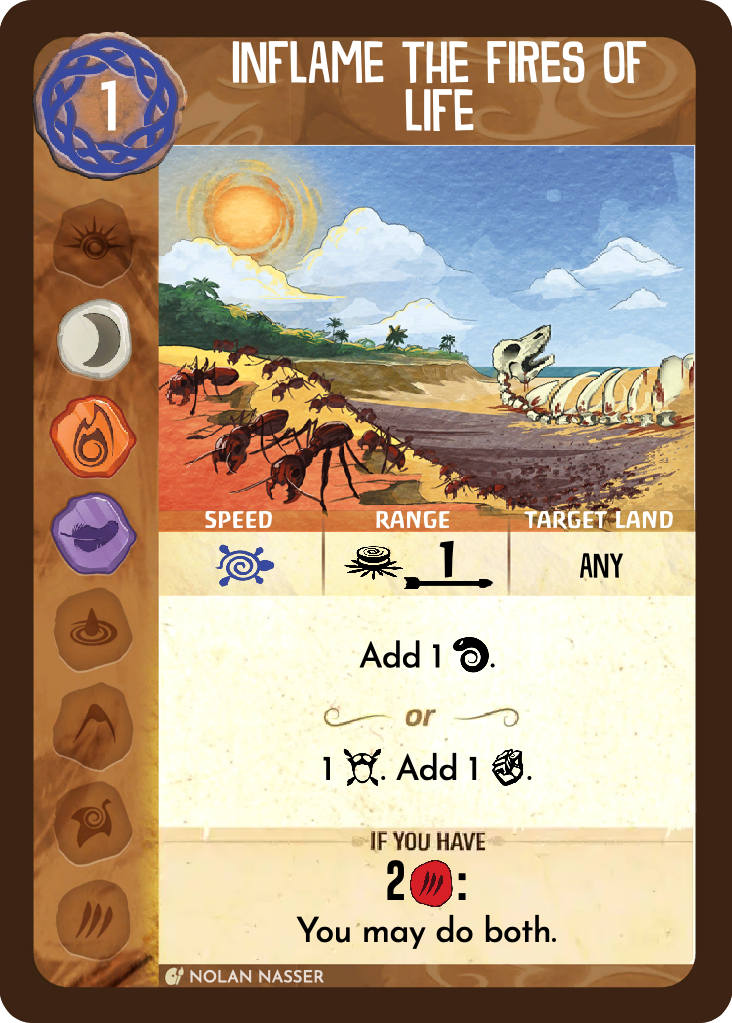 INFLAME THE FIRES OF
LIFE
1
SPEED RANGE TARGET LAND
1 ANY
Add 1 .
or
1 . Add 1 .
IF YOU HAVE
2 :
You may do both.
NOLAN NASSER